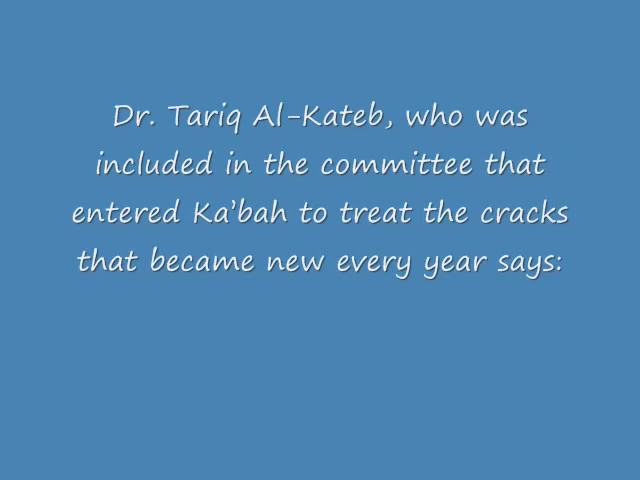 Dr. Tariq Al-Kateb, who was
included in the committee that
entered Ka'bah to treat the cracks
that became new every year says: